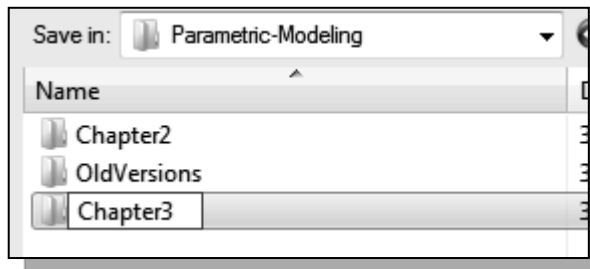 Save in: Parametric-Modeling
Name
Chapter2
OldVersions
Chapter3